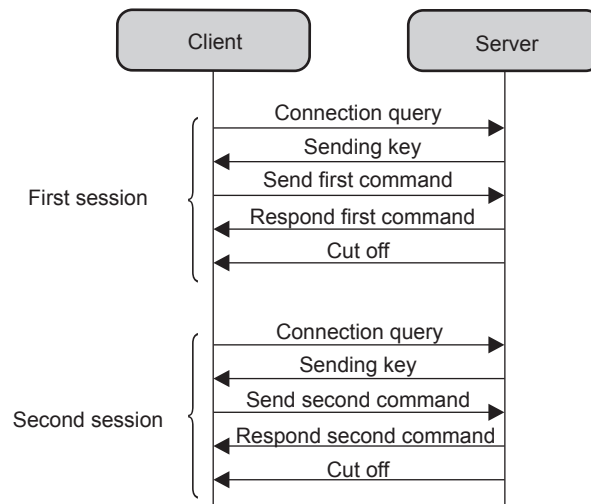 Client
Server
Connection query
Sending key
Send first command
First session
Respond first command
Cut off
Connection query
Sending key
Send second command
Second session
Respond second command
Cut off